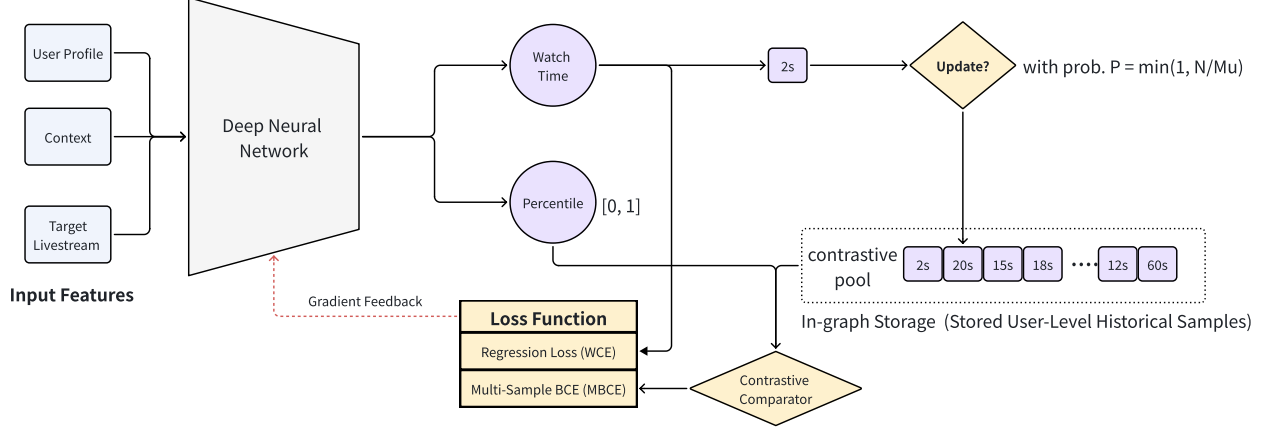 User Profile
Context
Target
Livestream
Input Features
Deep Neural
Network
Gradient Feedback
Watch
Time
Percentile
[0, 1]
2s
Update?
with prob. P = min(1, N/Mu)
contrastive
pool
2s 20s 15s 18s ···· 12s 60s
In-graph Storage (Stored User-Level Historical Samples)
Loss Function
Regression Loss (WCE)
Multi-Sample BCE (MBCE)
Contrastive
Comparator